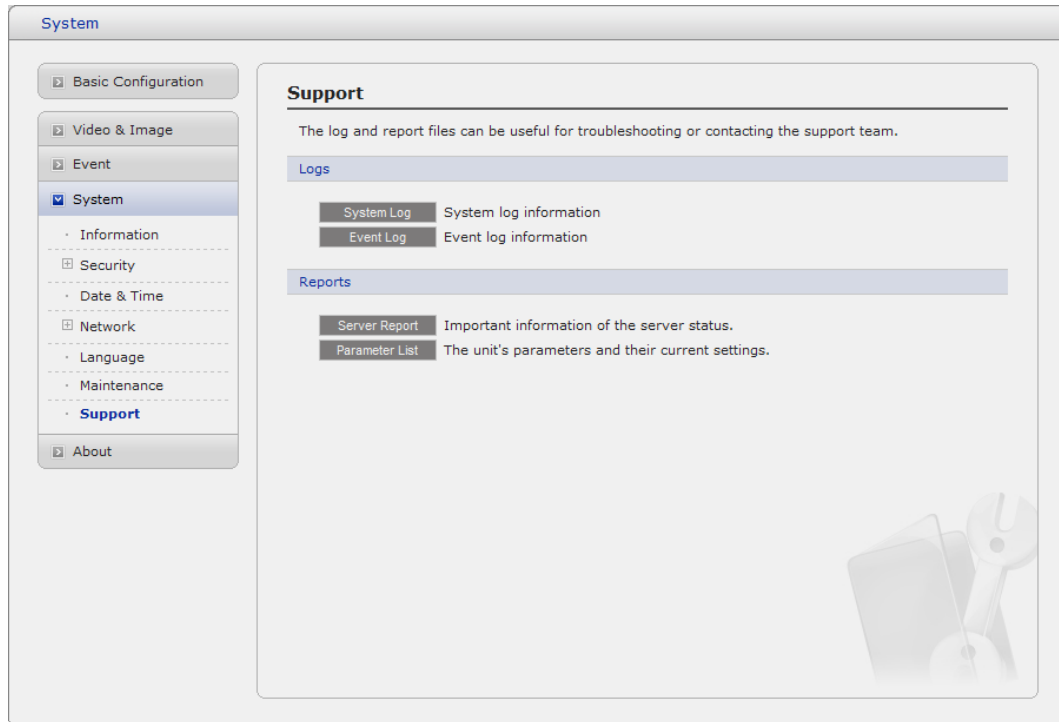 System
Basic Configuration
Video & Image
Event
System
Information
Security
Date & Time
Network
Language
Maintenance
Support
About
Support
The log and report files can be useful for troubleshooting or contacting the support team.
Logs
System Log System log information
Event Log Event log information
Reports
Server Report Important information of the server status.
Parameter List The unit's parameters and their current settings.